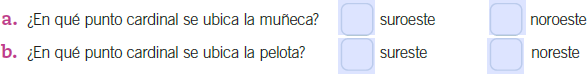 a. ¿En qué punto cardinal se ubica la muñeca? suroeste noroeste
b. ¿En qué punto cardinal se ubica la pelota? sureste noreste